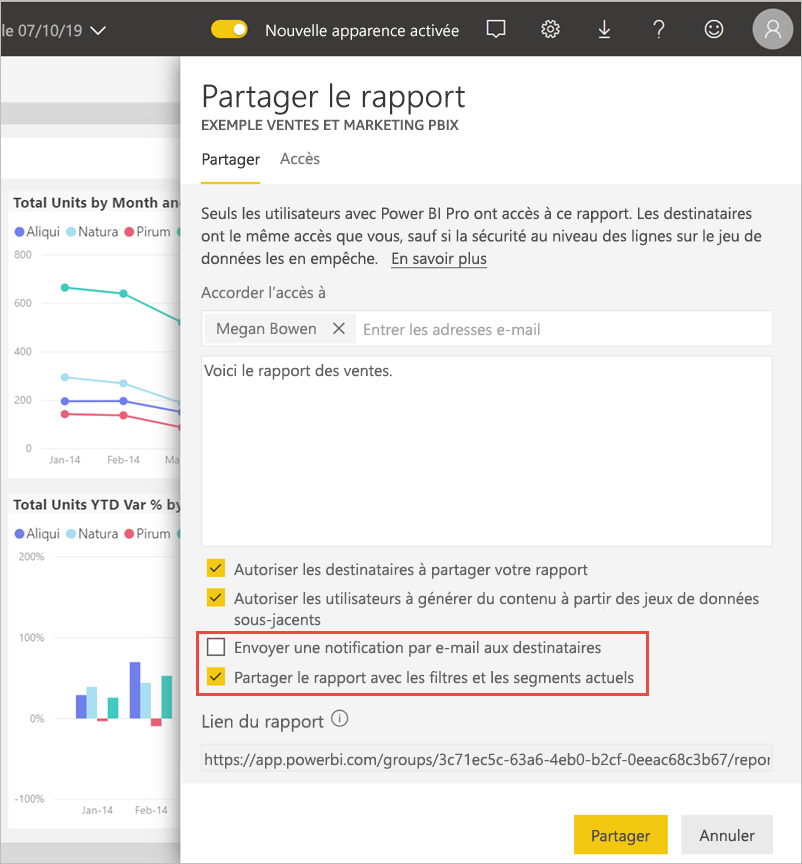 le 07/10/19
Nouvelle apparence activée
Partager le rapport
EXEMPLE VENTES ET MARKETING PBIX
Partager
Accès
Seuls les utilisateurs avec Power BI Pro ont accès à ce rapport. Les destinataires
ont le même accès que vous, sauf si la sécurité au niveau des lignes sur le jeu de
données les en empêche. En savoir plus
Accorder l'accès à
Megan Bowen
Entrer les adresses e-mail
Voici le rapport des ventes.
Autoriser les destinataires à partager votre rapport
Autoriser les utilisateurs à générer du contenu à partir des jeux de données
sous-jacents
Envoyer une notification par e-mail aux destinataires
Partager le rapport avec les filtres et les segments actuels
Lien du rapport
https://app.powerbi.com/groups/3c71ec5c-63a6-4eb0-b2cf-0eeac68c3b67/repor
Partager
Annuler
Total Units by Month an
Aliqui Natura Pirum
800
600
400
200
0
Jan-14 Feb-14 Ma
Total Units YTD Var % by
Aliqui Natura Pirum
200%
100%
0%
-100%
Jan-14 Feb-14